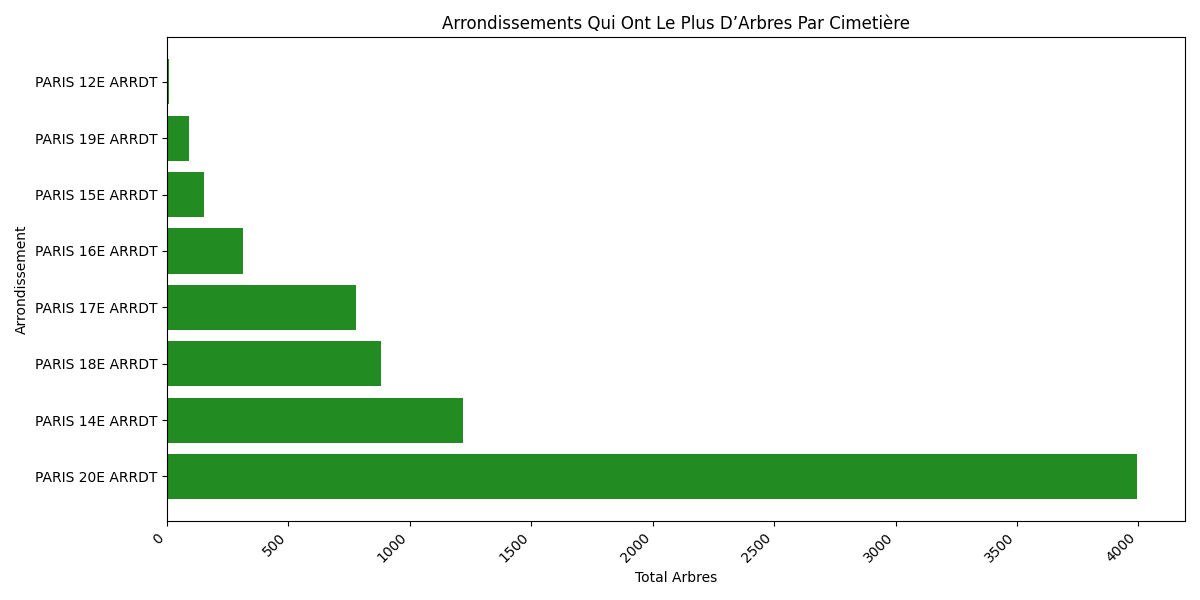 Arrondissements Qui Ont Le Plus D’Arbres Par Cimetière
Arrondissement
PARIS 12E ARRDT
PARIS 19E ARRDT
PARIS 15E ARRDT
PARIS 16E ARRDT
PARIS 17E ARRDT
PARIS 18E ARRDT
PARIS 14E ARRDT
PARIS 20E ARRDT
0
500
1000
1500
2000
2500
3000
3500
4000
Total Arbres